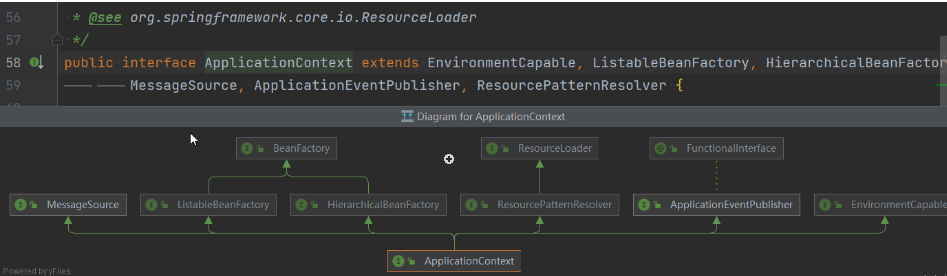 56 * @see org.springframework.core.io.ResourceLoader
57 */
58 public interface ApplicationContext extends EnvironmentCapable, ListableBeanFactory, HierarchicalBeanFactor
59 MessageSource, ApplicationEventPublisher, ResourcePatternResolver {
Diagram for ApplicationContext
BeanFactory ResourceLoader FunctionalInterface
MessageSource ListableBeanFactory HierarchicalBeanFactory ResourcePatternResolver ApplicationEventPublisher EnvironmentCapable
ApplicationContext
Powered by yFiles